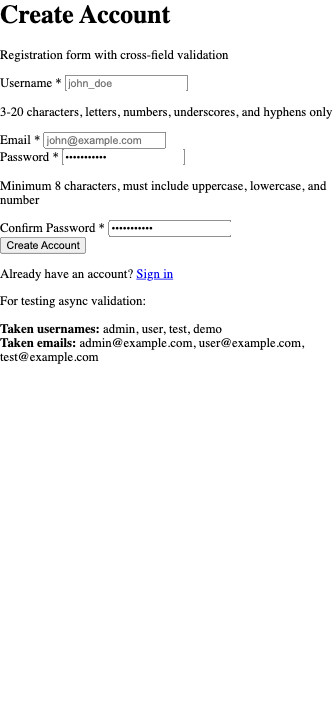 Create Account
Registration form with cross-field validation
Username * john_doe
3-20 characters, letters, numbers, underscores, and hyphens only
Email * john@example.com
Password * •••••••••••
Minimum 8 characters, must include uppercase, lowercase, and
number
Confirm Password * •••••••••••
Create Account
Already have an account? Sign in
For testing async validation:
Taken usernames: admin, user, test, demo
Taken emails: admin@example.com, user@example.com,
test@example.com